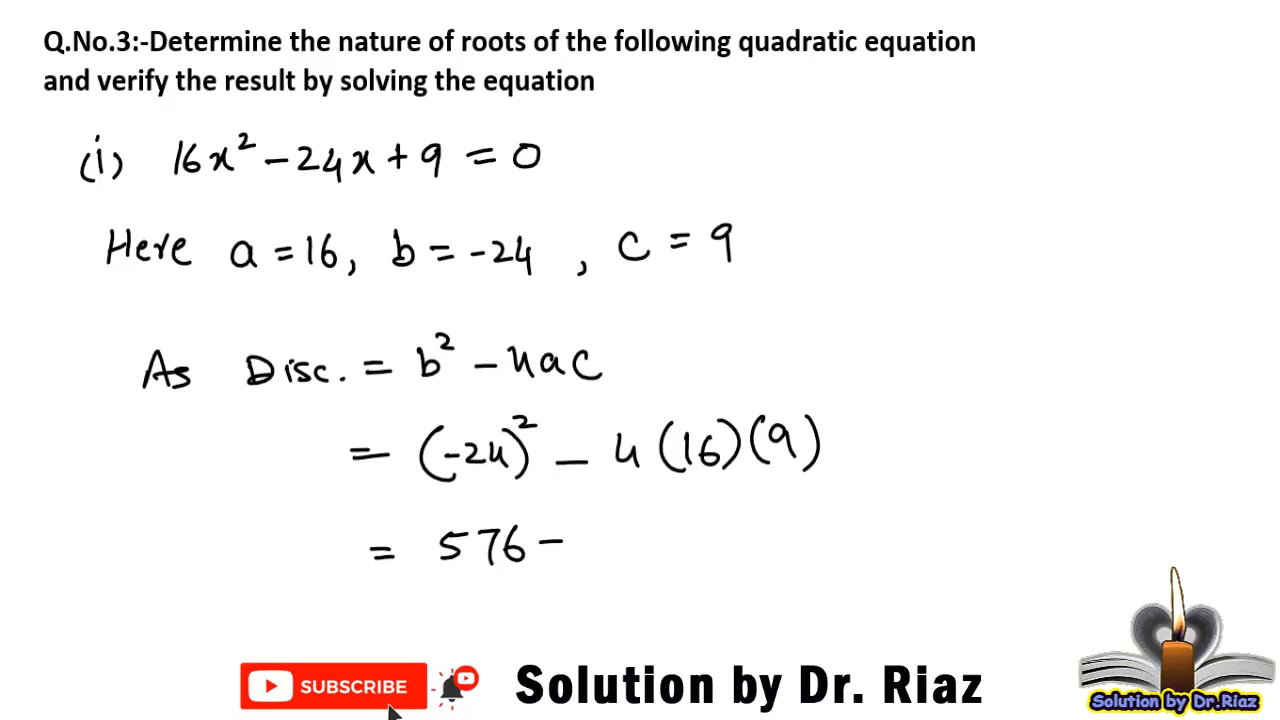 Q.No.3:-Determine the nature of roots of the following quadratic equation
and verify the result by solving the equation
(i) 16x² - 24x + 9 = 0
Here a = 16, b = -24, c = 9
As Disc. = b² - 4ac
= (-24)² - 4(16)(9)
= 576 -
SUBSCRIBE
Solution by Dr. Riaz
Solution by Dr.Riaz